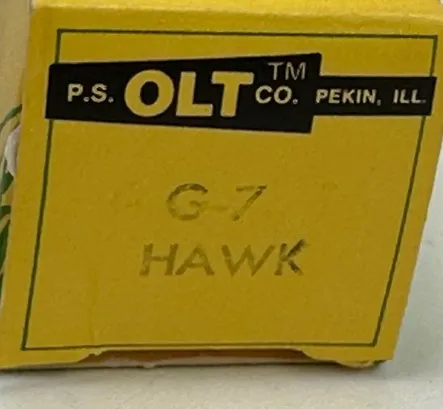 P.S. OLT™ CO. PEKIN, ILL.
G-7
HAWK